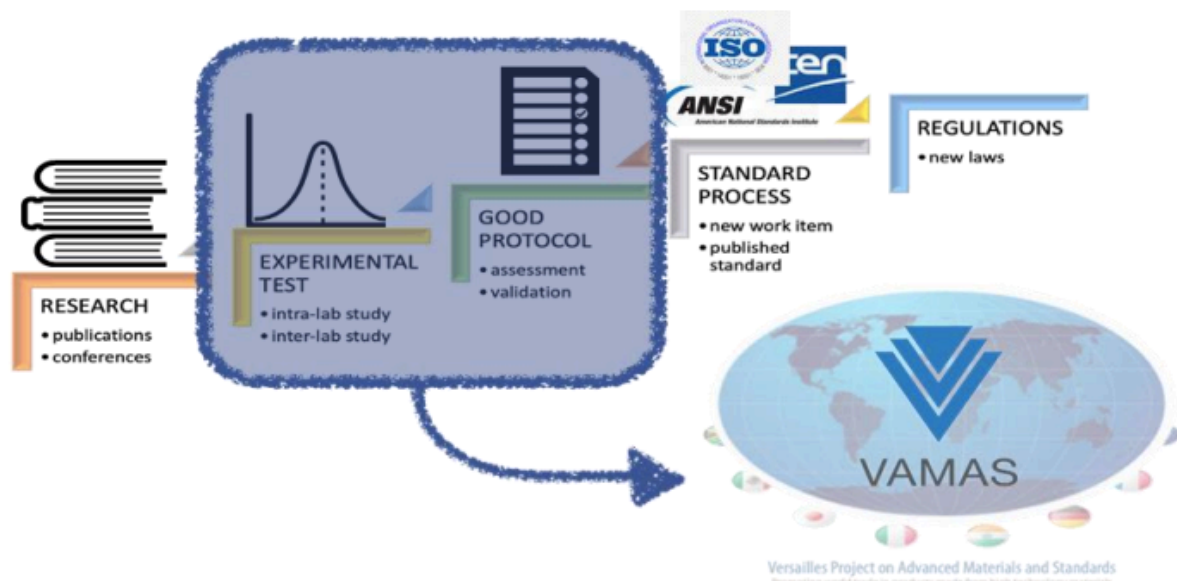 ISO
cen
ANSI
American National Standards Institute
REGULATIONS
• new laws
STANDARD
PROCESS
• new work item
• published
standard
GOOD
PROTOCOL
• assessment
• validation
EXPERIMENTAL
TEST
• intra-lab study
• inter-lab study
RESEARCH
• publications
• conferences
VAMAS
Versailles Project on Advanced Materials and Standards